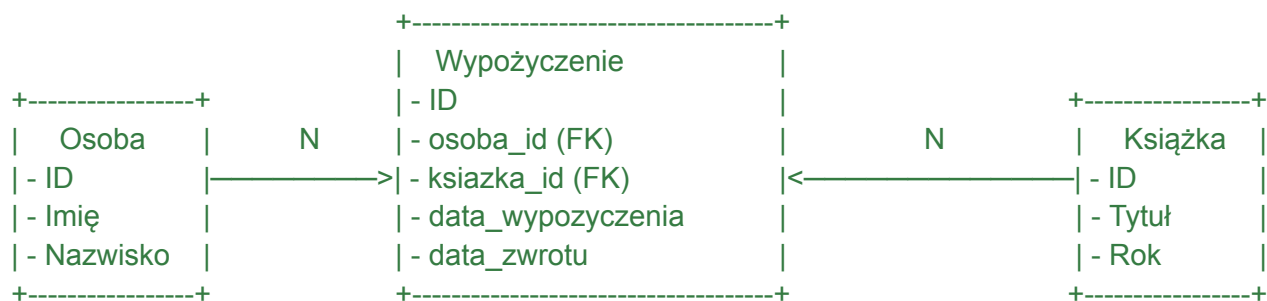 +-----------------------------------+
| Wypożyczenie |
+-----------------+ | - ID | +----------------+
| Osoba | N | - osoba_id (FK) | N | Książka |
| - ID |──────────>| - ksiazka_id (FK) |<────────────────| - ID |
| - Imię | | - data_wypozyczenia | | - Tytuł |
| - Nazwisko | | - data_zwrotu | | - Rok |
+-----------------+ +-----------------------------------+ +----------------+